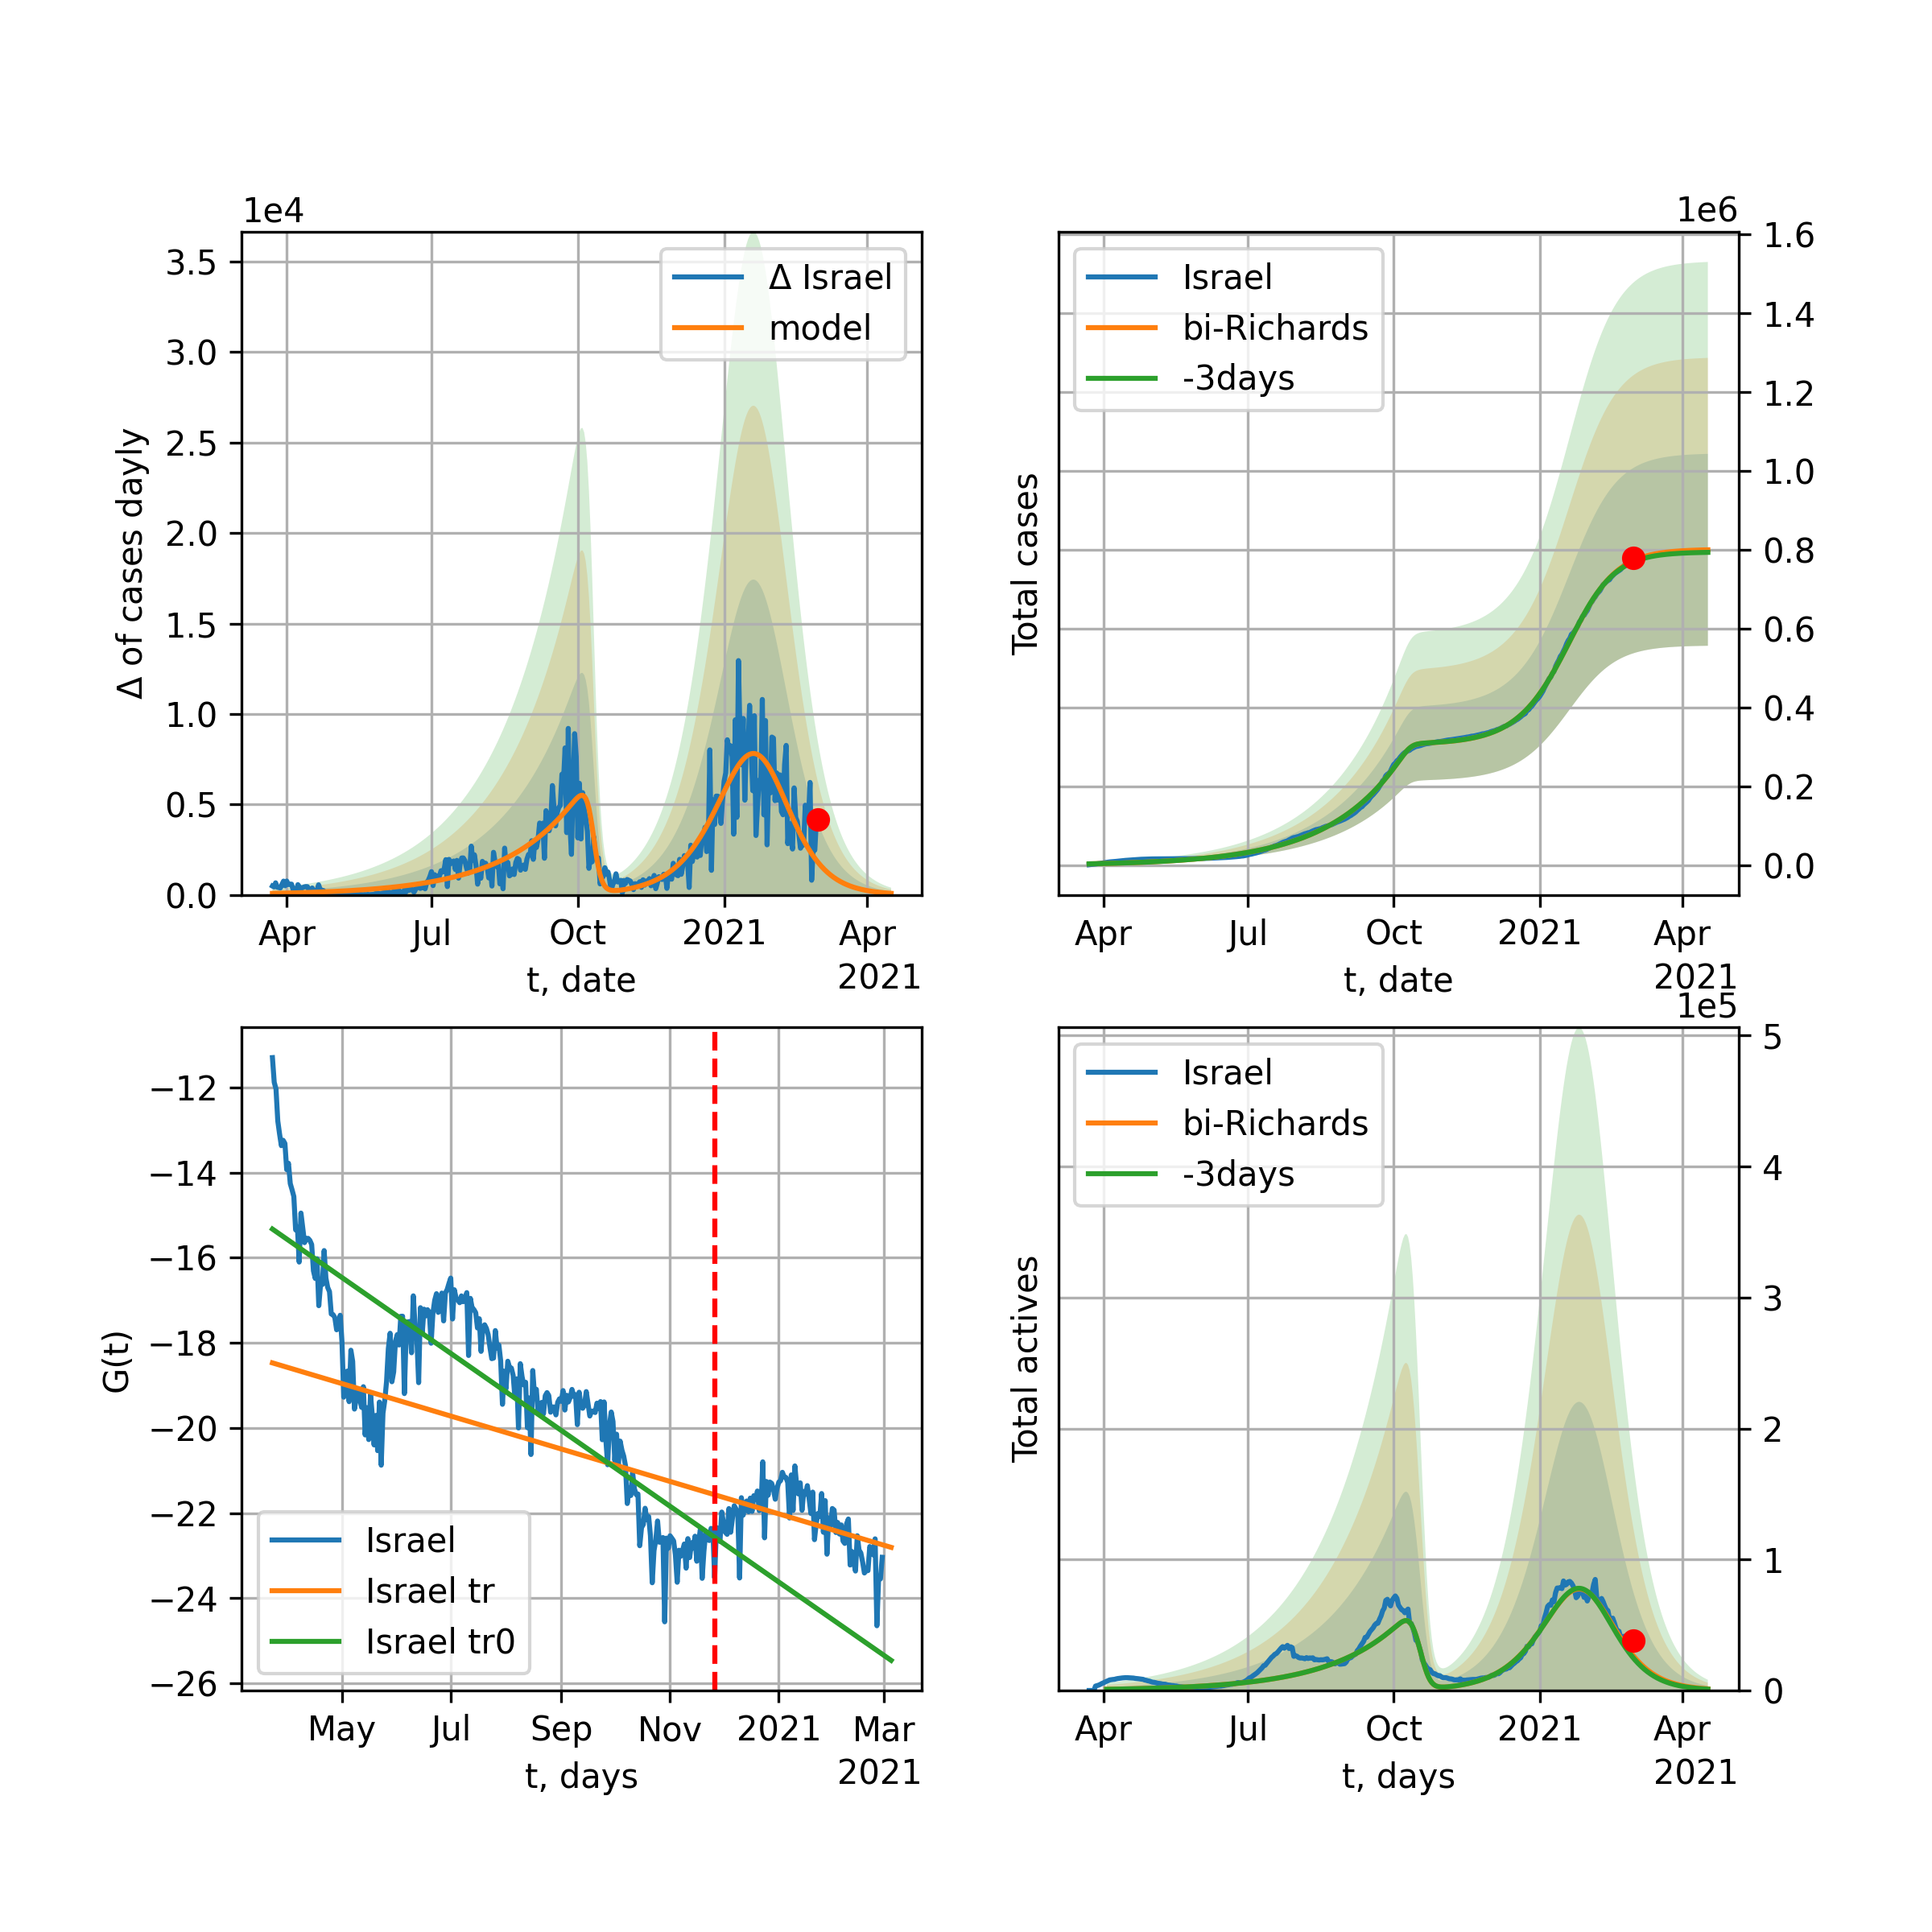 1e4
3.5
3.0
2.5
2.0
1.5
1.0
0.5
0.0
Δ of cases dayly
Δ Israel
model
Apr Jul Oct 2021 Apr
2021
t, date
1e6
1.6
1.4
1.2
1.0
0.8
0.6
0.4
0.2
0.0
Total cases
Israel
bi-Richards
-3days
Apr Jul Oct 2021 Apr
2021
t, date
−12
−14
−16
−18
−20
−22
−24
−26
G(t)
Israel
Israel tr
Israel tr0
May Jul Sep Nov 2021 Mar
2021
t, days
1e5
5
4
3
2
1
0
Total actives
Israel
bi-Richards
-3days
Apr Jul Oct 2021 Apr
2021
t, days